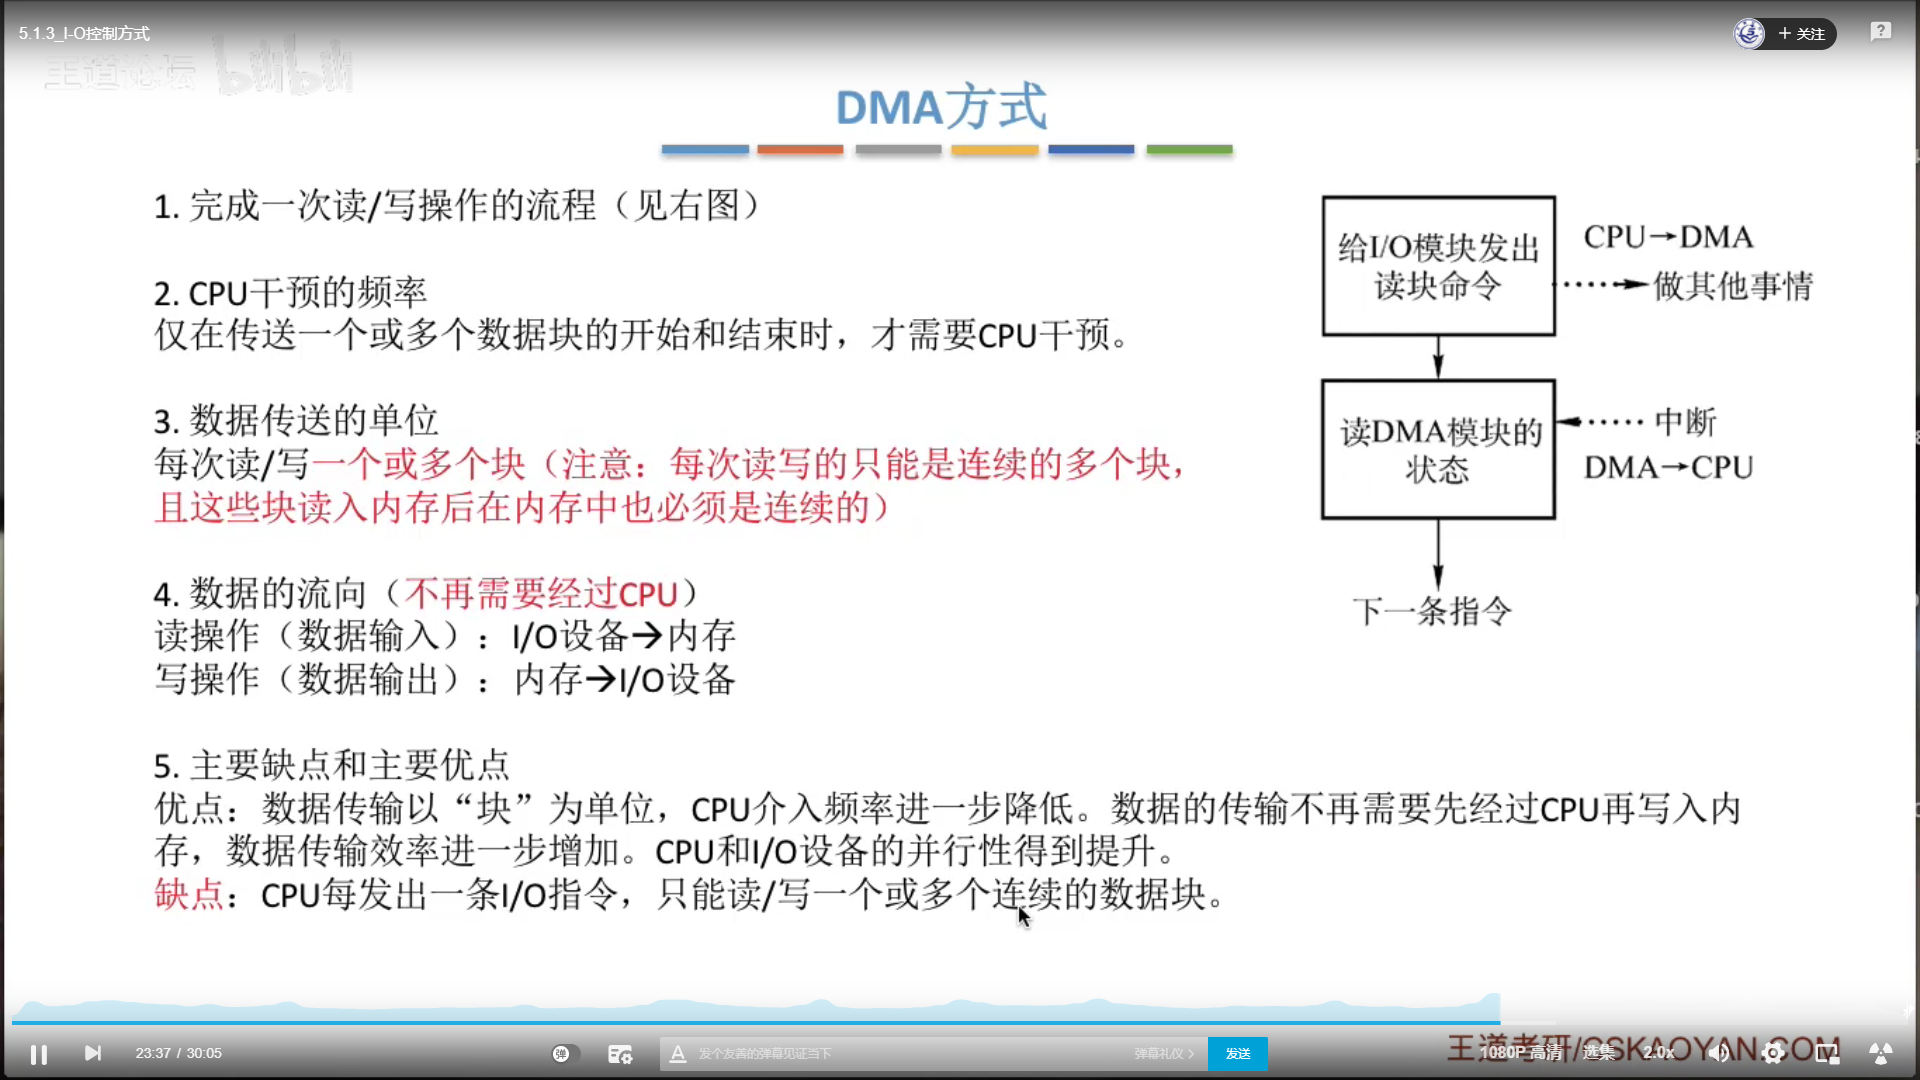 5.1.3_I-O控制方式
+ 关注
王道论坛 bilibili
DMA方式
1. 完成一次读/写操作的流程（见右图）
2. CPU干预的频率
仅在传送一个或多个数据块的开始和结束时，才需要CPU干预。
3. 数据传送的单位
每次读/写一个或多个块（注意：每次读写的只能是连续的多个块，
且这些块读入内存后在内存中也必须是连续的）
4. 数据的流向（不再需要经过CPU）
读操作（数据输入）：I/O设备→内存
写操作（数据输出）：内存→I/O设备
5. 主要缺点和主要优点
优点：数据传输以“块”为单位，CPU介入频率进一步降低。数据的传输不再需要先经过CPU再写入内
存，数据传输效率进一步增加。CPU和I/O设备的并行性得到提升。
缺点：CPU每发出一条I/O指令，只能读/写一个或多个连续的数据块。
给I/O模块发出
读块命令
CPU→DMA
做其他事情
读DMA模块的
状态
中断
DMA→CPU
下一条指令
23:37 / 30:05
弹
发个友善的弹幕见证当下
弹幕礼仪 >
发送
王道考研/CSKAOYAN.COM
1080P 高清
选集
2.0x